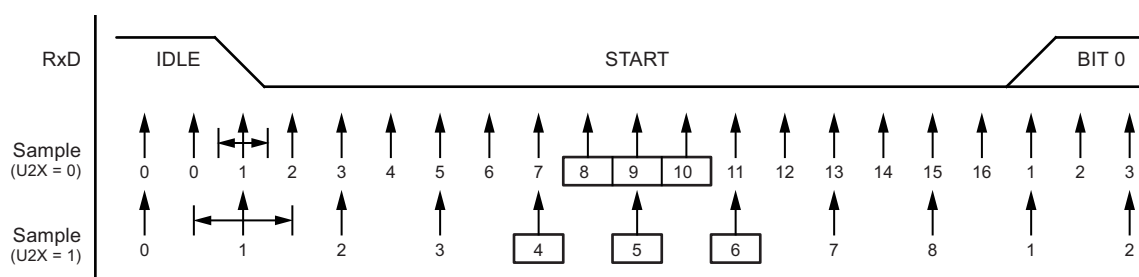 RxD IDLE START BIT 0
Sample
(U2X = 0)
0 0 1 2 3 4 5 6 7 8 9 10 11 12 13 14 15 16 1 2 3
Sample
(U2X = 1)
0 1 2 3 4 5 6 7 8 1 2